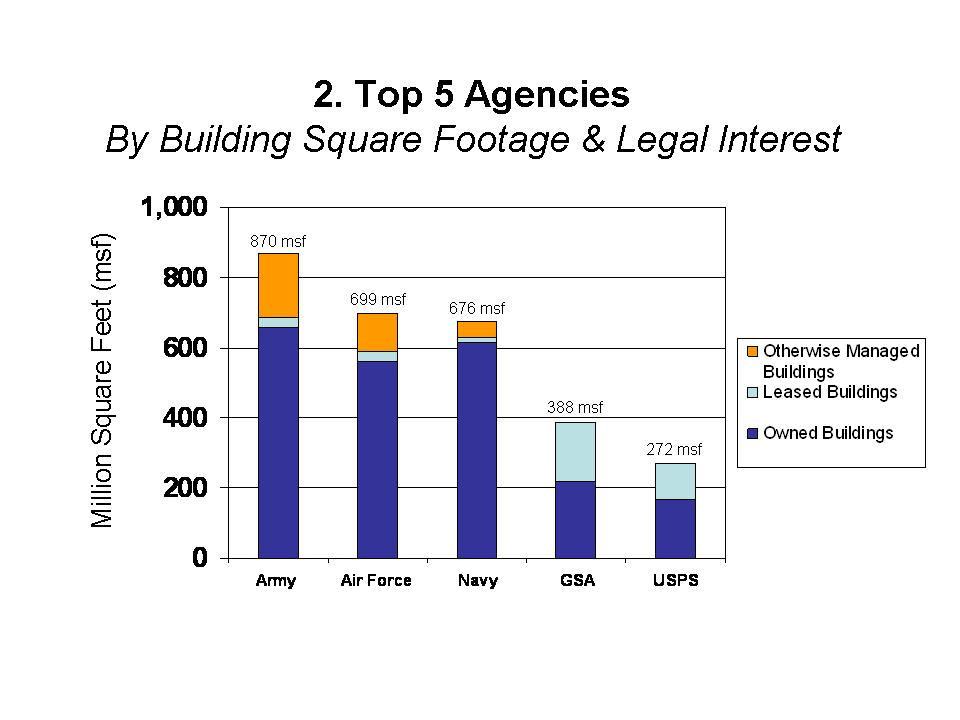 2. Top 5 Agencies
By Building Square Footage & Legal Interest
Million Square Feet (msf)
1,000
800
600
400
200
0
870 msf
699 msf
676 msf
388 msf
272 msf
Army
Air Force
Navy
GSA
USPS
Otherwise Managed
Buildings
Leased Buildings
Owned Buildings